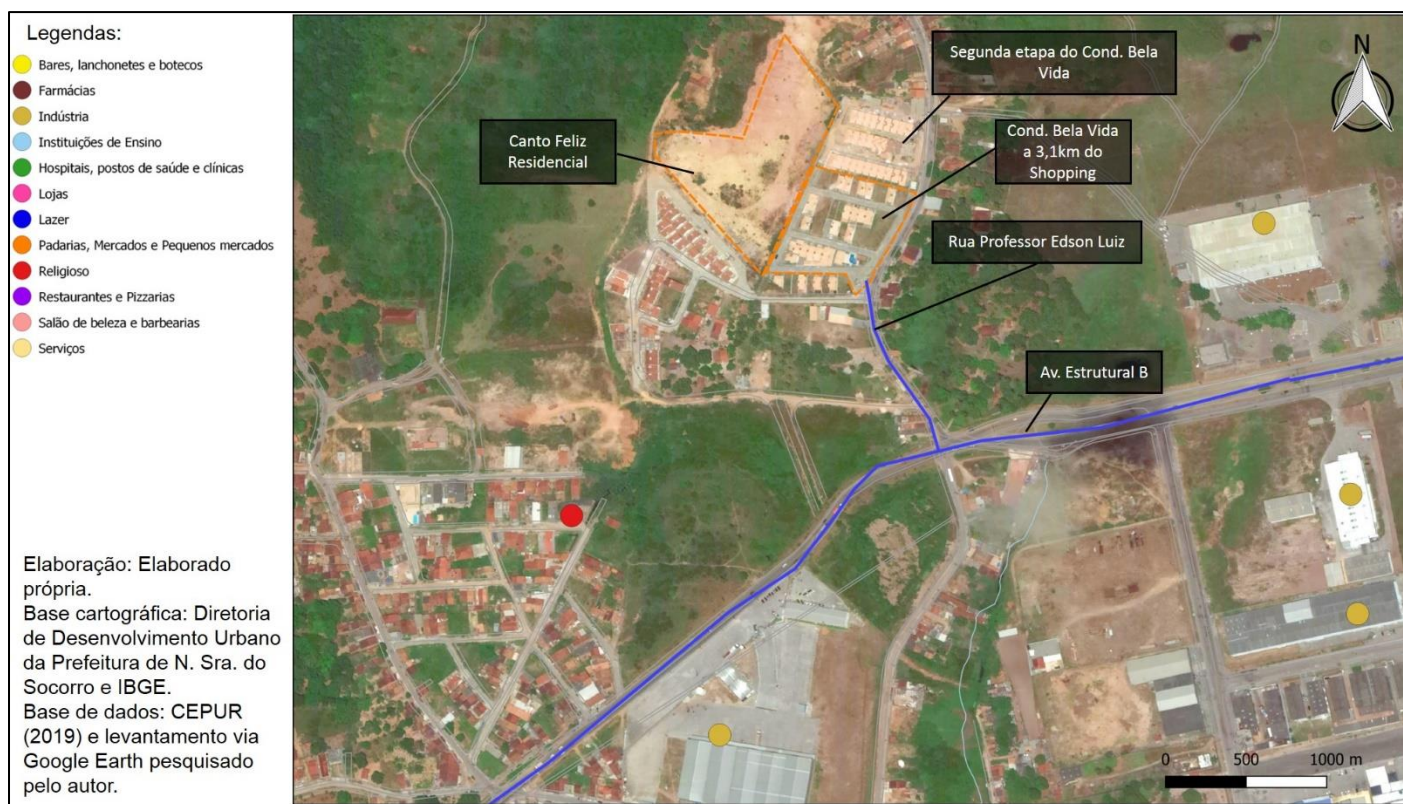 Legendas:
Bares, lanchonetes e botecos
Farmácias
Indústria
Instituições de Ensino
Hospitais, postos de saúde e clínicas
Lojas
Lazer
Padarias, Mercados e Pequenos mercados
Religioso
Restaurantes e Pizzarias
Salão de beleza e barbearias
Serviços
Elaboração: Elaborado
própria.
Base cartográfica: Diretoria
de Desenvolvimento Urbano
da Prefeitura de N. Sra. do
Socorro e IBGE.
Base de dados: CEPUR
(2019) e levantamento via
Google Earth pesquisado
pelo autor.
Segunda etapa do Cond. Bela
Vida
N
Canto Feliz
Residencial
Cond. Bela Vida
a 3,1km do
Shopping
Rua Professor Edson Luiz
Av. Estrutural B
0 500 1000 m